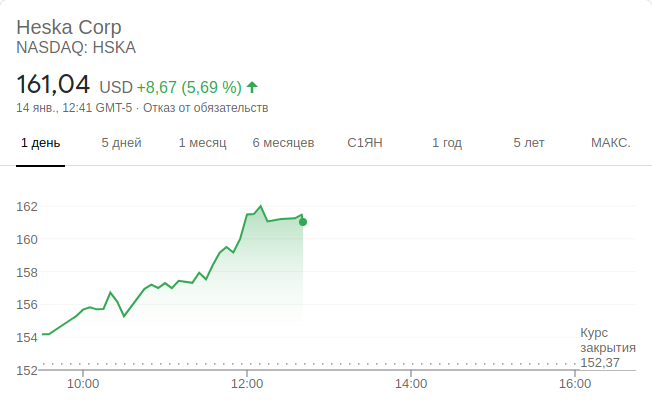 Heska Corp
NASDAQ: HSKA
161,04 USD +8,67 (5,69 %)
14 янв., 12:41 GMT-5 · Отказ от обязательств
1 день 5 дней 1 месяц 6 месяцев С1ЯН 1 год 5 лет МАКС.
162
160
158
156
154
152
Курс
закрытия
152,37
10:00 12:00 14:00 16:00